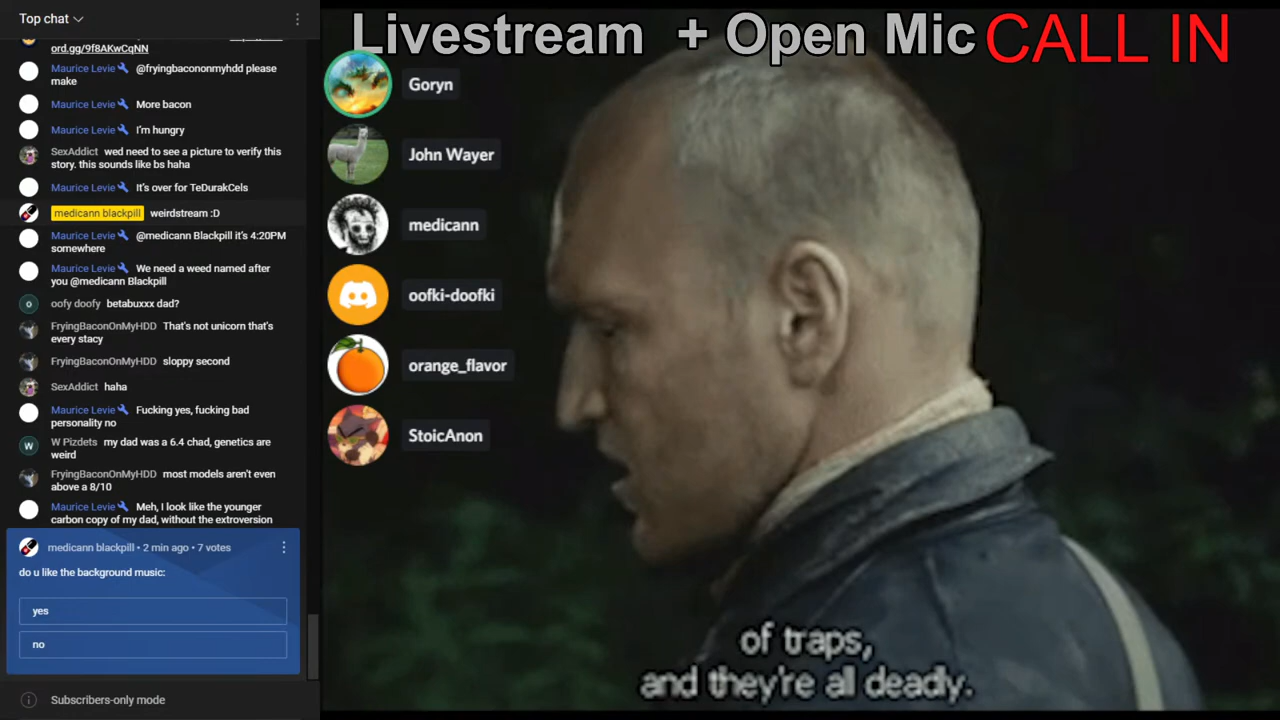 Top chat
ord.gg/9f8AKwCqNN
Maurice Levie @fryingbacononmyhdd please
make
Maurice Levie More bacon
Maurice Levie I'm hungry
SexAddict wed need to see a picture to verify this
story. this sounds like bs haha
Maurice Levie It's over for TeDurakCels
medicann blackpill weirdstream :D
Maurice Levie @medicann Blackpill it's 4:20PM
somewhere
Maurice Levie We need a weed named after
you @medicann Blackpill
oofy doofy betabuxxx dad?
FryingBaconOnMyHDD That's not unicorn that's
every stacy
FryingBaconOnMyHDD sloppy second
SexAddict haha
Maurice Levie Fucking yes, fucking bad
personality no
W Pizdets my dad was a 6.4 chad, genetics are
weird
FryingBaconOnMyHDD most models aren't even
above a 8/10
Maurice Levie Meh, I look like the younger
carbon copy of my dad, without the extroversion
medicann blackpill • 2 min ago • 7 votes
do u like the background music:
yes
no
Subscribers-only mode
Livestream + Open Mic CALL IN
Goryn
John Wayer
medicann
oofki-doofki
orange_flavor
StoicAnon
of traps,
and they're all deadly.